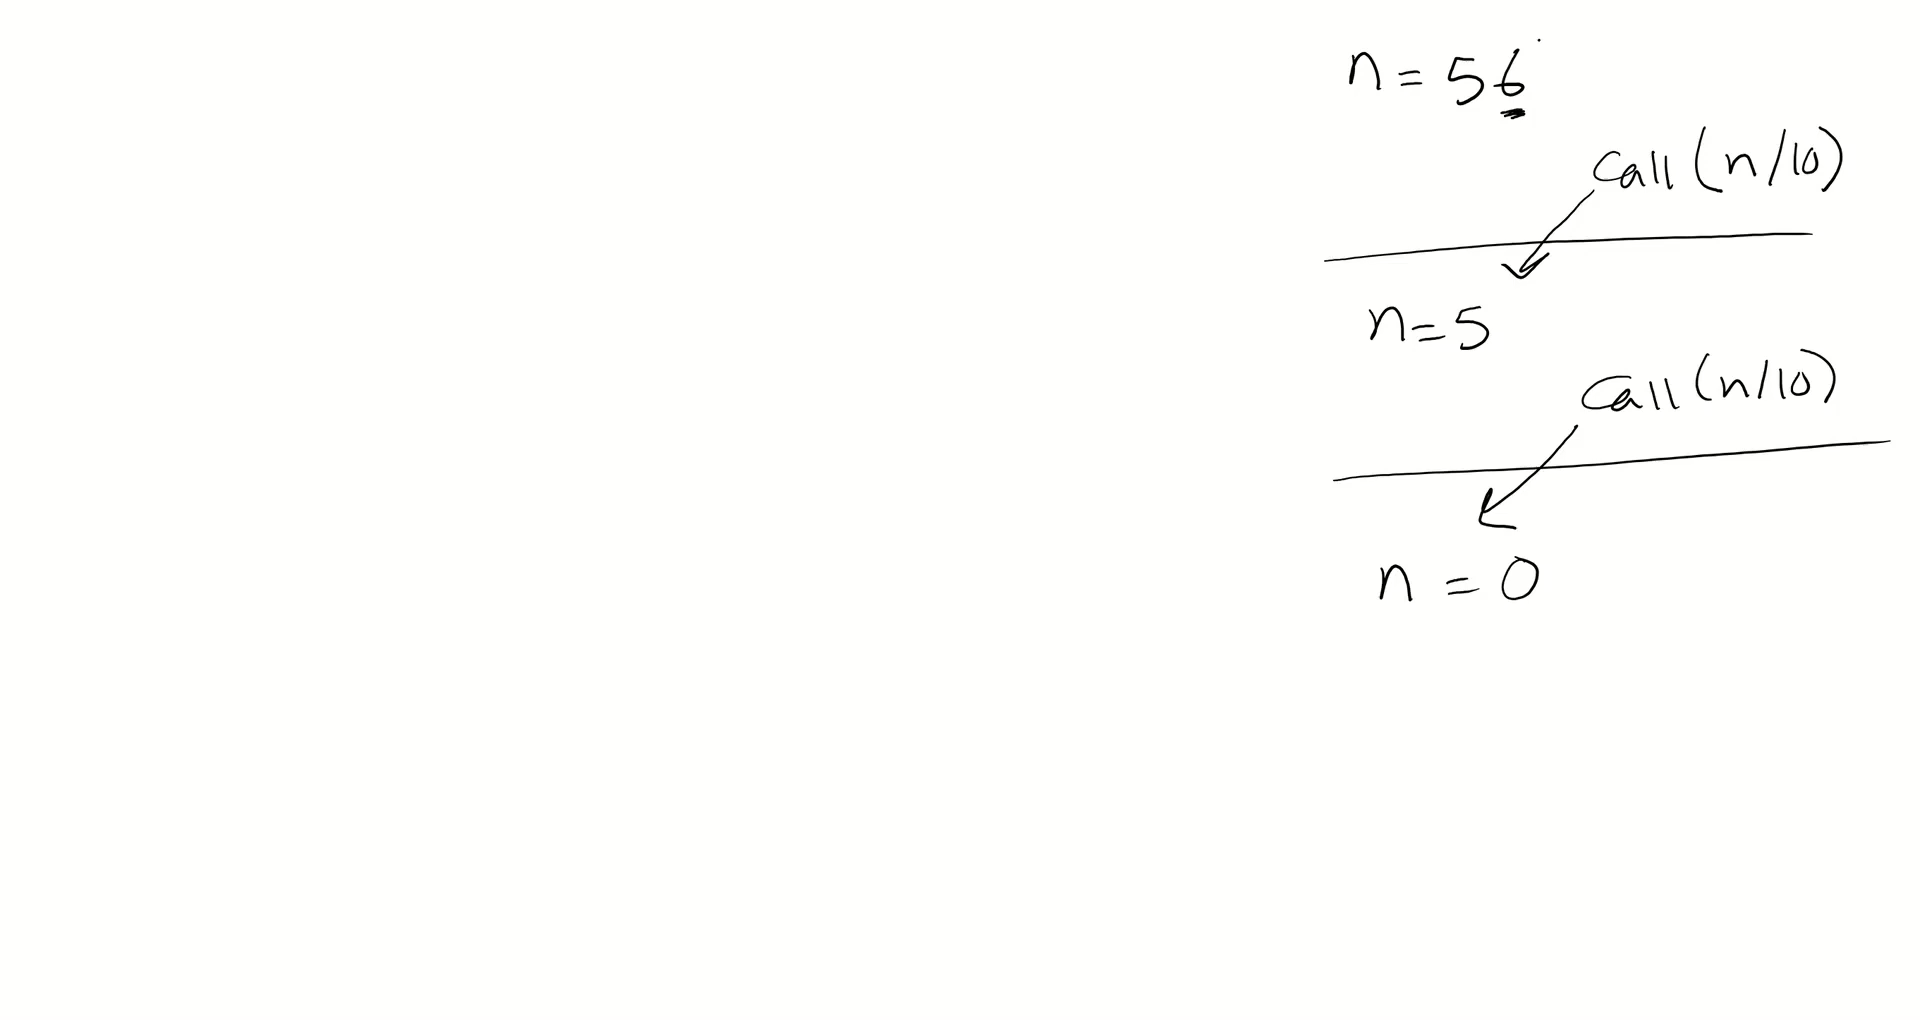 n = 56
call (n/10)
n = 5
call (n/10)
n = 0